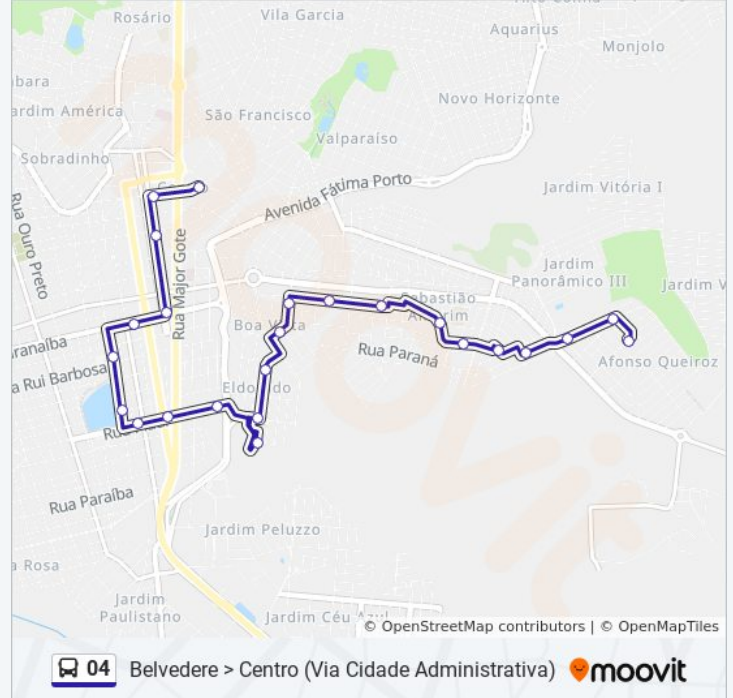 Rosário
Vila Garcia
Aquarius
Monjolo
Novo Horizonte
ardim América
São Francisco
Valparaíso
Sobradinho
Avenida Fátima Porto
Jardim Vitória I
Rua Ouro Preto
Rua Major Gote
Jardim
Panorâmico III
Jardim V
Sebastião
Boa Vista
Rua Paraná
ranaíba
a Rui Barbosa
Afonso Queiroz
Rua Paraíba
Jardim Peluzzo
a Rosa
Jardim
Paulistano
Jardim Céu Azul
© OpenStreetMap contributors | © OpenMapTiles
04 Belvedere > Centro (Via Cidade Administrativa) moovit